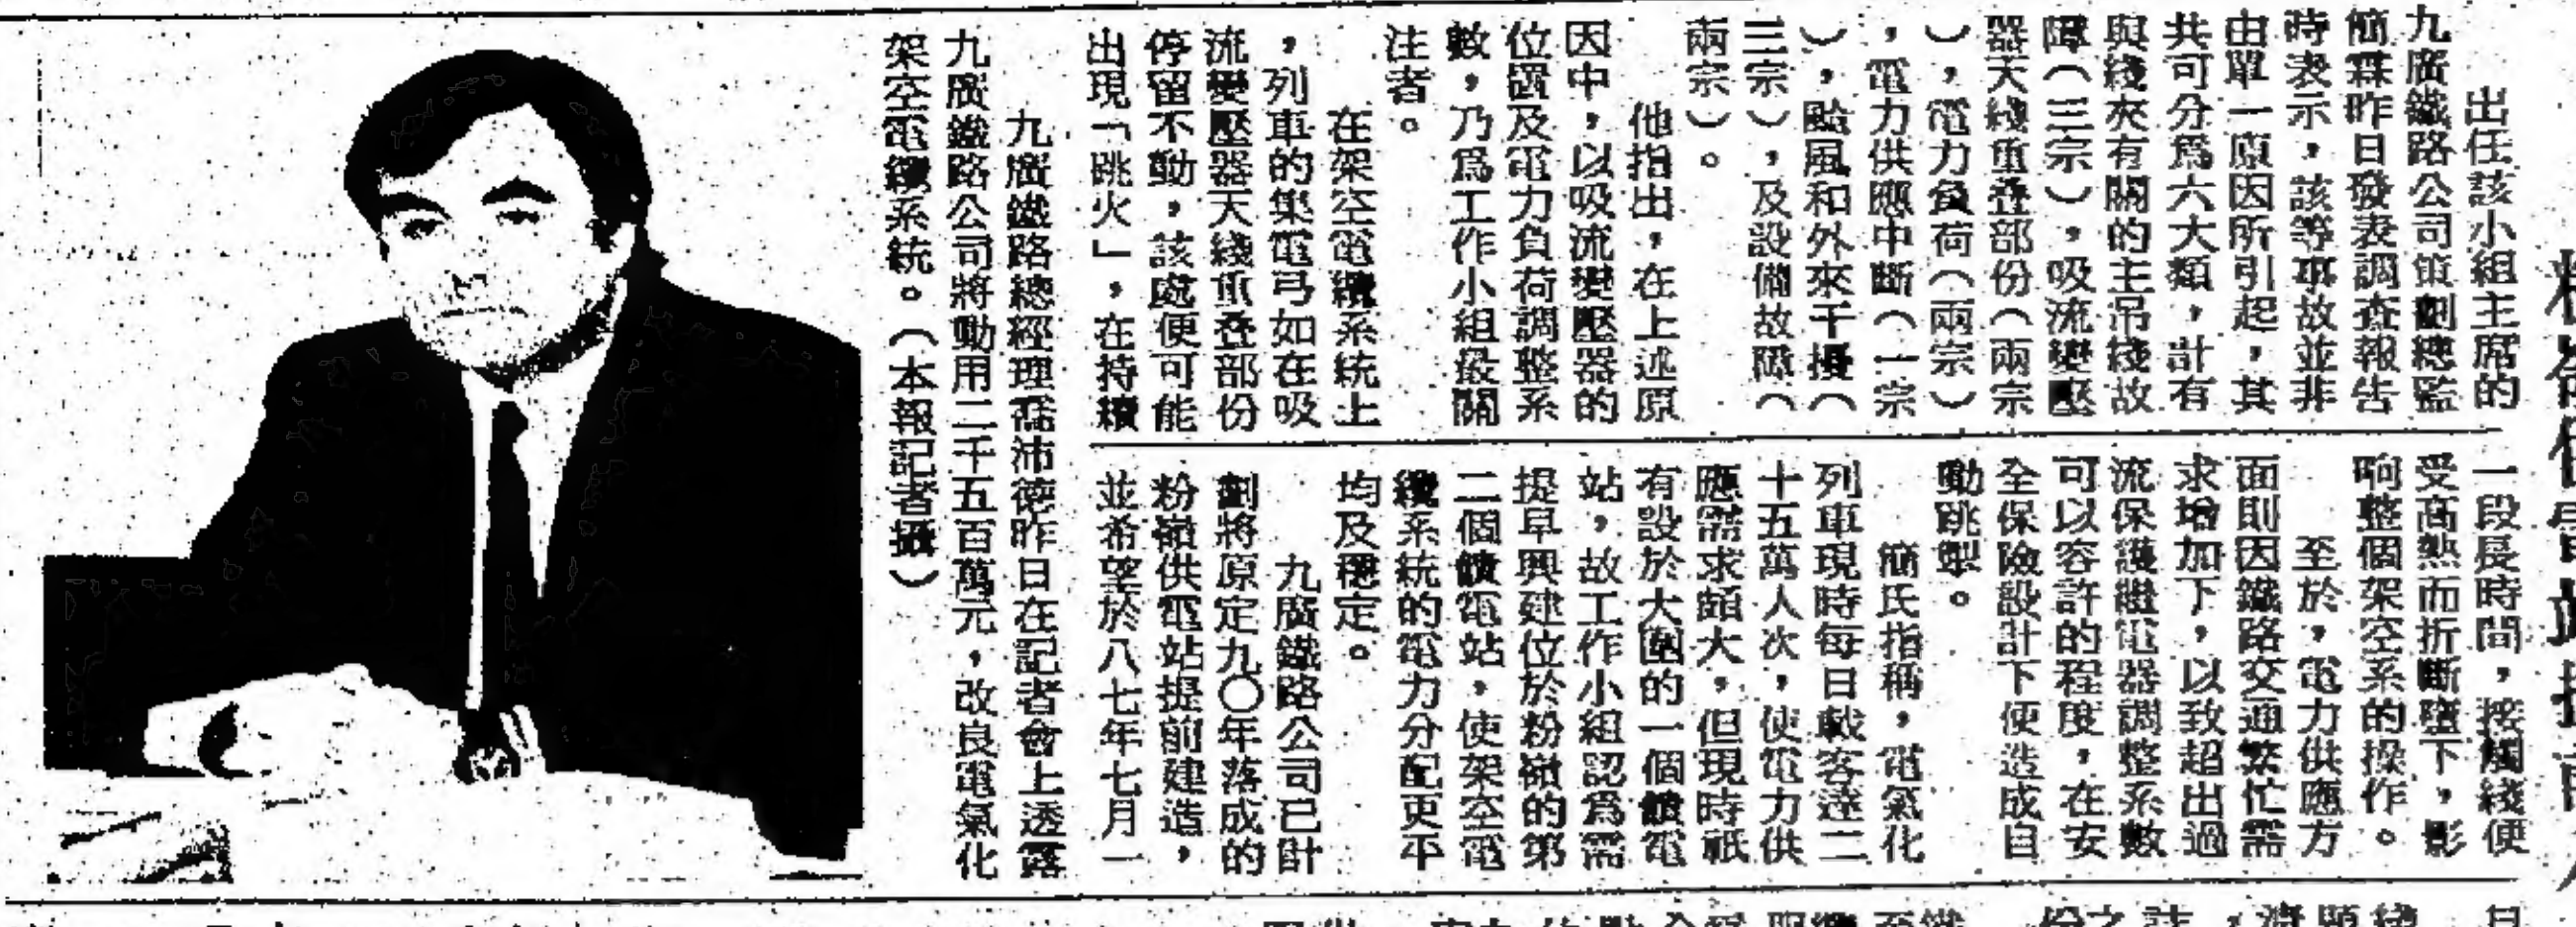 出任該小組主席的
九廣鐵路公司策劃總監
簡霖昨日發表調查報告
時表示，該等事故並非
由單一原因所引起，其
共可分為六大類，計有
與綫夾有關的主吊綫故
障（三宗），吸流變壓
器天綫重叠部份（兩宗
），電力負荷（兩宗）
，電力供應中斷（一宗
），颱風和外來干擾（
三宗），及設備故障（
兩宗）。
他指出，在上述原
因中，以吸流變壓器的
位置及電力負荷調整系
數，乃為工作小組最關
注者。
在架空電纜系統上
，列車的集電弓如在吸
流變壓器天綫重叠部份
停留不動，該處便可能
出現「跳火」，在持續
一段長時間，接觸綫便
受高熱而折斷墮下，影
响整個架空系的操作。
至於，電力供應方
面則因鐵路交通繁忙需
求增加下，以致超出過
流保護繼電器調整系數
可以容許的程度，在安
全保險設計下便造成自
動跳掣。
簡氏指稱，電氣化
列車現時每日載客達二
十五萬人次，使電力供
應需求頗大，但現時祇
有設於大圍的一個饋電
站，故工作小組認為需
提早興建位於粉嶺的第
二個饋電站，使架空電
纜系統的電力分配更平
均及穩定。
九廣鐵路公司已計
劃將原定九〇年落成的
粉嶺供電站提前建造，
並希望於八七年七月一
九廣鐵路總經理喬沛德昨日在記者會上透露
九廣鐵路公司將動用二千五百萬元，改良電氣化
架空電纜系統。（本報記者攝）